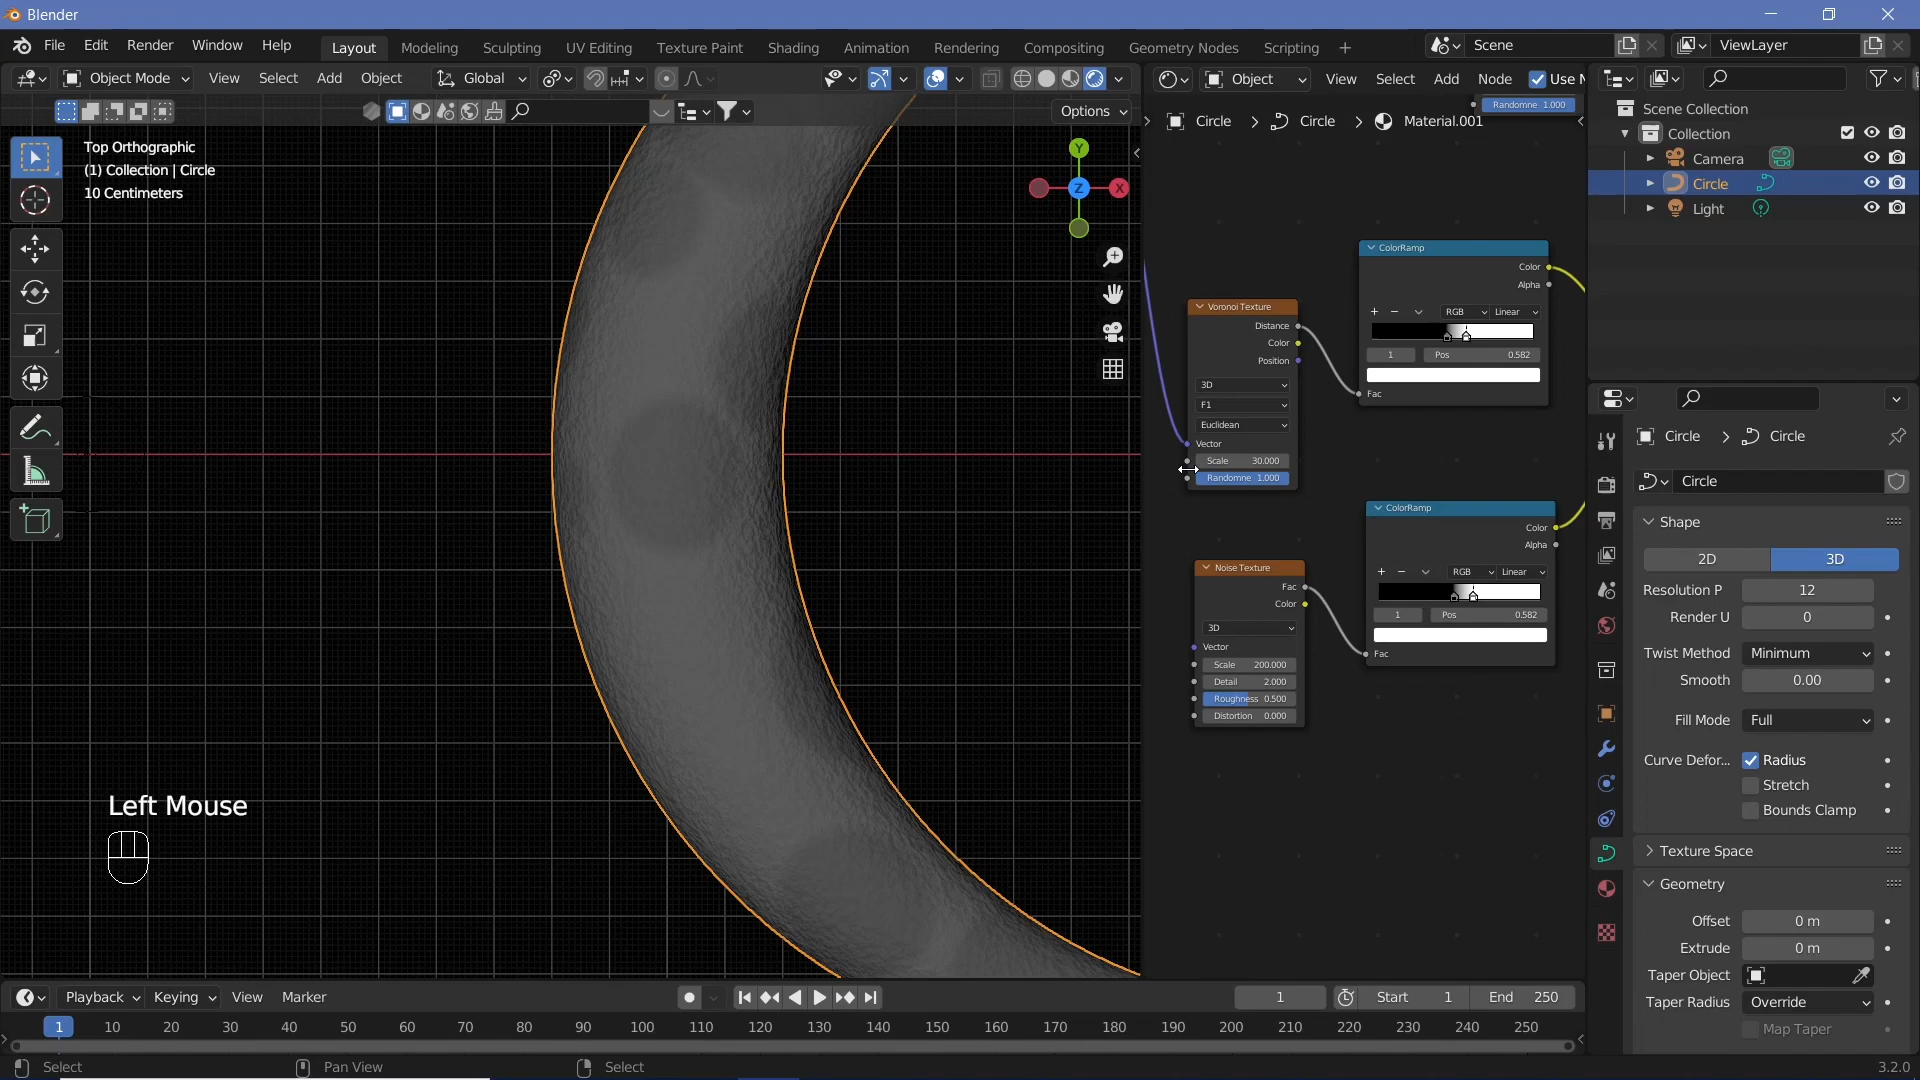 Blender
File Edit Render Window Help Layout Modeling Sculpting UV Editing Texture Paint Shading Animation Rendering Compositing Geometry Nodes Scripting + Scene ViewLayer
Object Mode View Select Add Object Global Object View Select Add Node Use N
Options
Randomne 1.000
Circle > Circle > Material.001
Top Orthographic
(1) Collection | Circle
10 Centimeters
Y
X
Z
Scene Collection
Collection
Camera
Circle
Light
ColorRamp
Color
Alpha
+ − RGB Linear
1 Pos 0.582
Fac
Voronoi Texture
Distance
Color
Position
3D
F1
Euclidean
Vector
Scale 30.000
Randomne 1.000
ColorRamp
Color
Alpha
+ − RGB Linear
1 Pos 0.582
Fac
Noise Texture
Fac
Color
3D
Vector
Scale 200.000
Detail 2.000
Roughness 0.500
Distortion 0.000
Circle > Circle
Circle
Shape
2D 3D
Resolution P 12
Render U 0
Twist Method Minimum
Smooth 0.00
Fill Mode Full
Curve Defor... Radius
Stretch
Bounds Clamp
Texture Space
Geometry
Offset 0 m
Extrude 0 m
Taper Object
Taper Radius Override
Map Taper
Left Mouse
Playback Keying View Marker 1 Start 1 End 250
1 10 20 30 40 50 60 70 80 90 100 110 120 130 140 150 160 170 180 190 200 210 220 230 240 250
Select Pan View Select 3.2.0